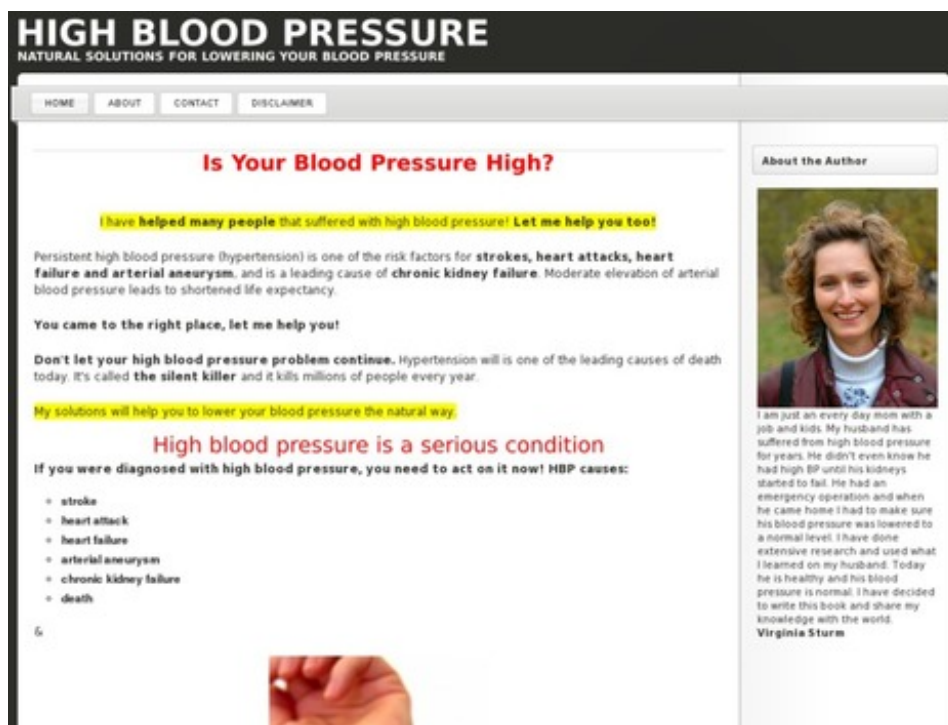 HIGH BLOOD PRESSURE
NATURAL SOLUTIONS FOR LOWERING YOUR BLOOD PRESSURE
HOME
ABOUT
CONTACT
DISCLAIMER
Is Your Blood Pressure High?
I have helped many people that suffered with high blood pressure! Let me help you too!
Persistent high blood pressure (hypertension) is one of the risk factors for strokes, heart attacks, heart
failure and arterial aneurysm, and is a leading cause of chronic kidney failure. Moderate elevation of arterial
blood pressure leads to shortened life expectancy.
You came to the right place, let me help you!
Don't let your high blood pressure problem continue. Hypertension will is one of the leading causes of death
today. It's called the silent killer and it kills millions of people every year.
My solutions will help you to lower your blood pressure the natural way.
High blood pressure is a serious condition
If you were diagnosed with high blood pressure, you need to act on it now! HBP causes:
stroke
heart attack
heart failure
arterial aneurysm
chronic kidney failure
death
&
About the Author
I am just an every day mom with a
job and kids. My husband has
suffered from high blood pressure
for years. He didn't even know he
had high BP until his kidneys
started to fail. He had an
emergency operation and when
he came home I had to make sure
his blood pressure was lowered to
a normal level. I have done
extensive research and used what
I learned on my husband. Today
he is healthy and his blood
pressure is normal. I have decided
to write this book and share my
knowledge with the world.
Virginia Sturm